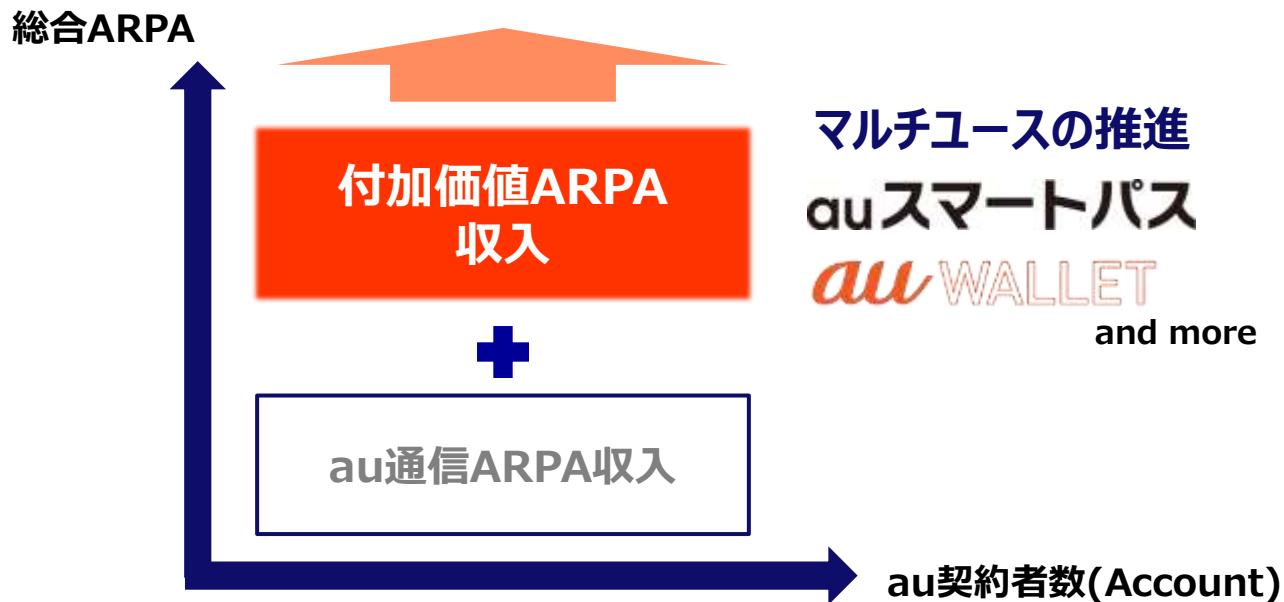 総合ARPA
付加価値ARPA
収入
マルチユースの推進
auスマートパス
au WALLET
and more
au通信ARPA収入
au契約者数(Account)